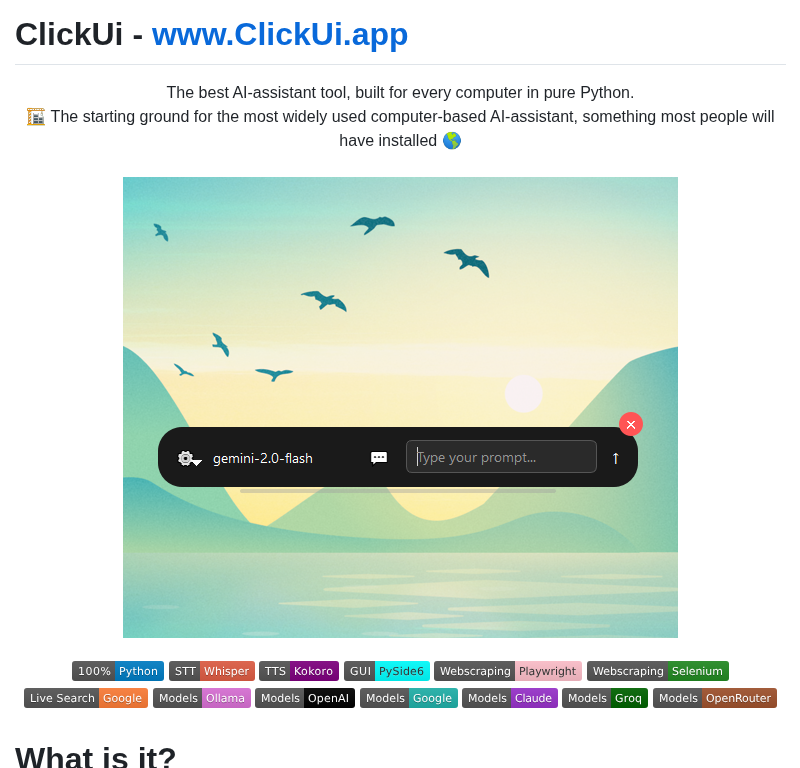 ClickUi - www.ClickUi.app
The best AI-assistant tool, built for every computer in pure Python.
🏗️ The starting ground for the most widely used computer-based AI-assistant, something most people will
have installed 🌎
gemini-2.0-flash
Type your prompt...
100% Python STT Whisper TTS Kokoro GUI PySide6 Webscraping Playwright Webscraping Selenium
Live Search Google Models Ollama Models OpenAI Models Google Models Claude Models Groq Models OpenRouter
What is it?